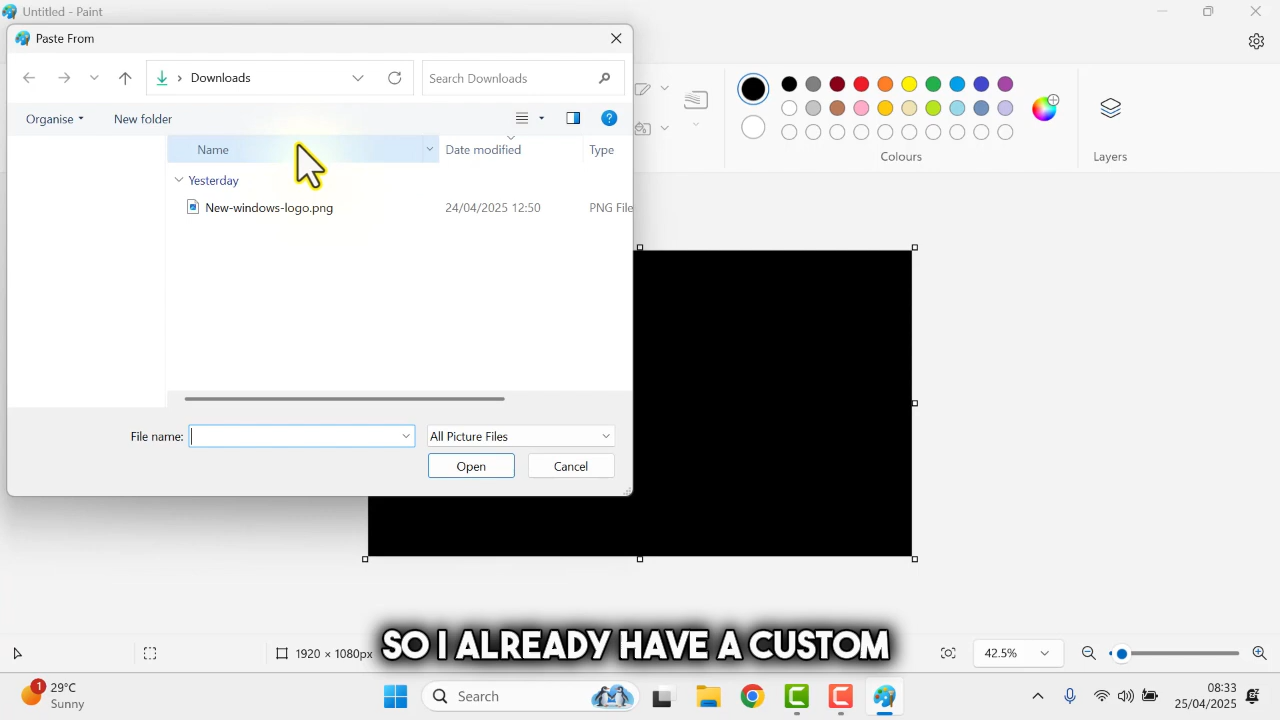 Untitled - Paint
Paste From
Downloads
Search Downloads
Organise
New folder
Name
Date modified
Type
Yesterday
New-windows-logo.png
24/04/2025 12:50
PNG File
File name:
All Picture Files
Open
Cancel
Colours
Layers
1920 × 1080px
42.5%
SO I ALREADY HAVE A CUSTOM
1
29°C
Sunny
Search
08:33
25/04/2025